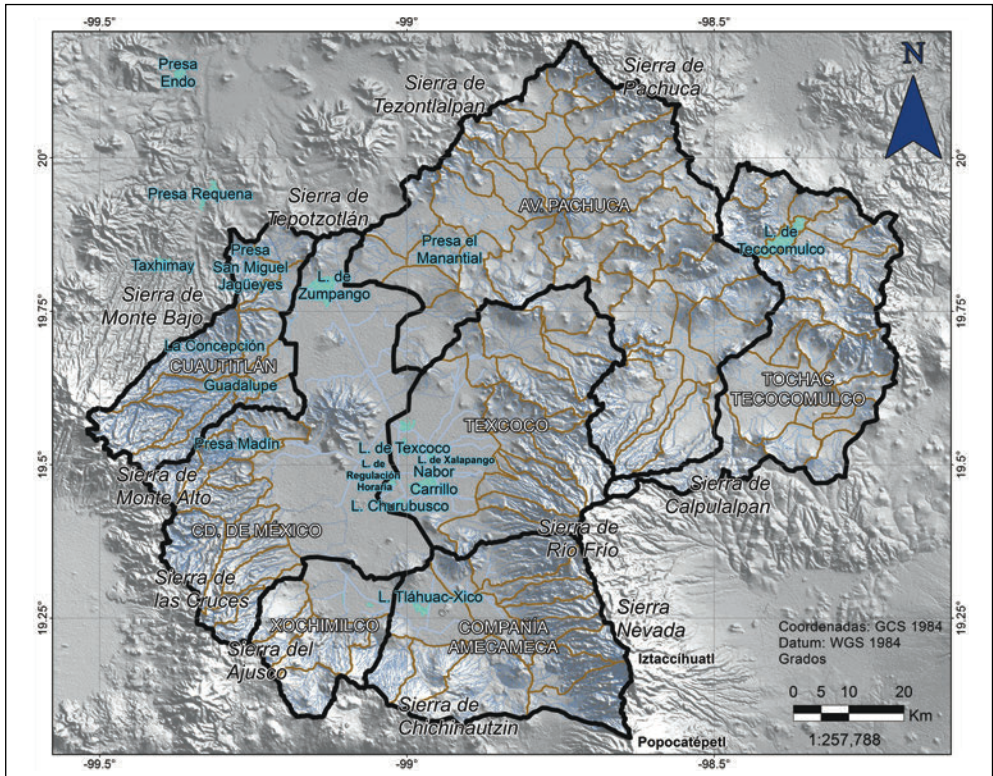 -99.5°
-99°
-98.5°
Presa
Endo
Sierra de
Tezontlalpan
Sierra de
Pachuca
N
20°
20°
Presa Requena
Sierra de
Tepotzotlán
AV. PACHUCA
L. de
Tecocomulco
Presa
San Miguel
Jagüeyes
Presa el
Manantial
Taxhimay
L. de
Zumpango
Sierra de
Monte Bajo
19.75°
19.75°
La Concepción
CUAUTITLÁN
Guadalupe
TOCHAC
TECOCOMULCO
TEXCOCO
Presa Madín
L. de Texcoco
L. de
Regulación
Horaria
L. de Xalapango
Nabor
Carrillo
L. Churubusco
19.5°
19.5°
Sierra de
Monte Alto
Sierra de
Calpulalpan
CD. DE MÉXICO
Sierra de
Río Frío
Sierra de
las Cruces
L. Tláhuac-Xico
Sierra
Nevada
19.25°
19.25°
XOCHIMILCO
COMPAÑÍA
AMECAMECA
Coordenadas: GCS 1984
Datum: WGS 1984
Grados
Sierra del
Ajusco
Iztaccíhuatl
Sierra de
Chichinautzin
0 5 10 20
Km
1:257,788
Popocatépetl
-99.5°
-99°
-98.5°